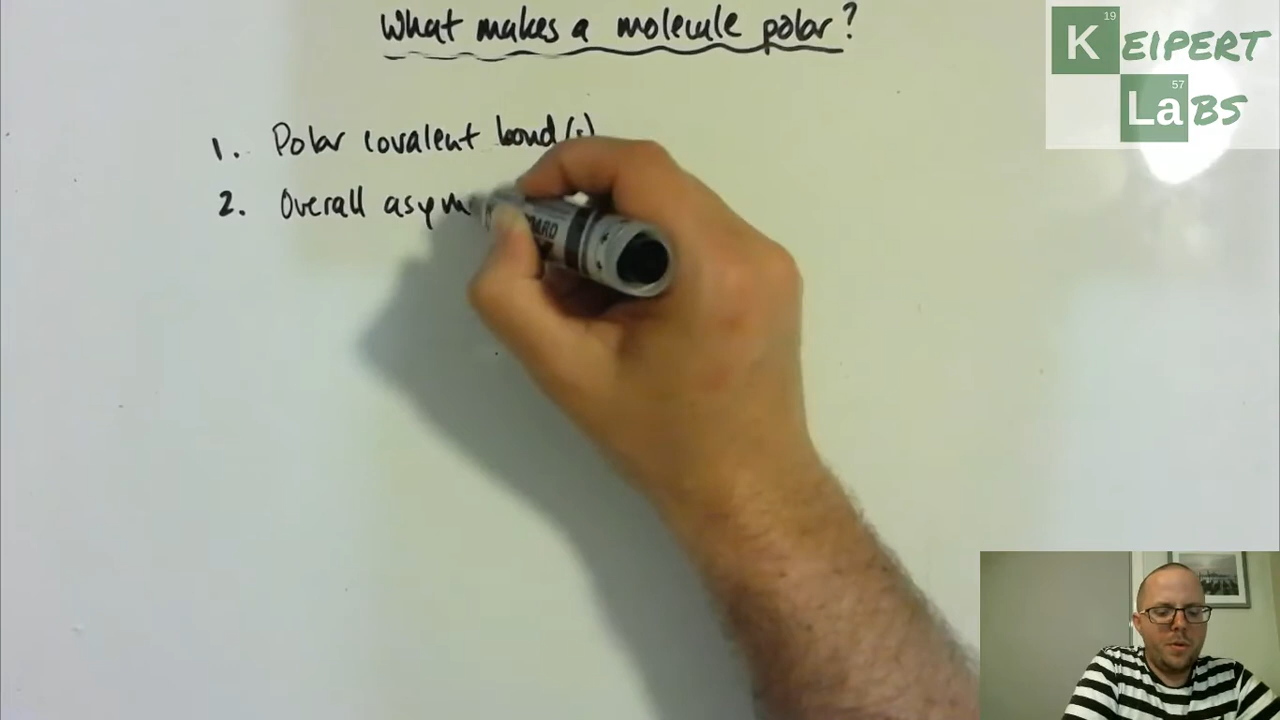 What makes a molecule polar?
19
KEIPERT
57
LaBS
1. Polar covalent bond(s)
2. Overall asym